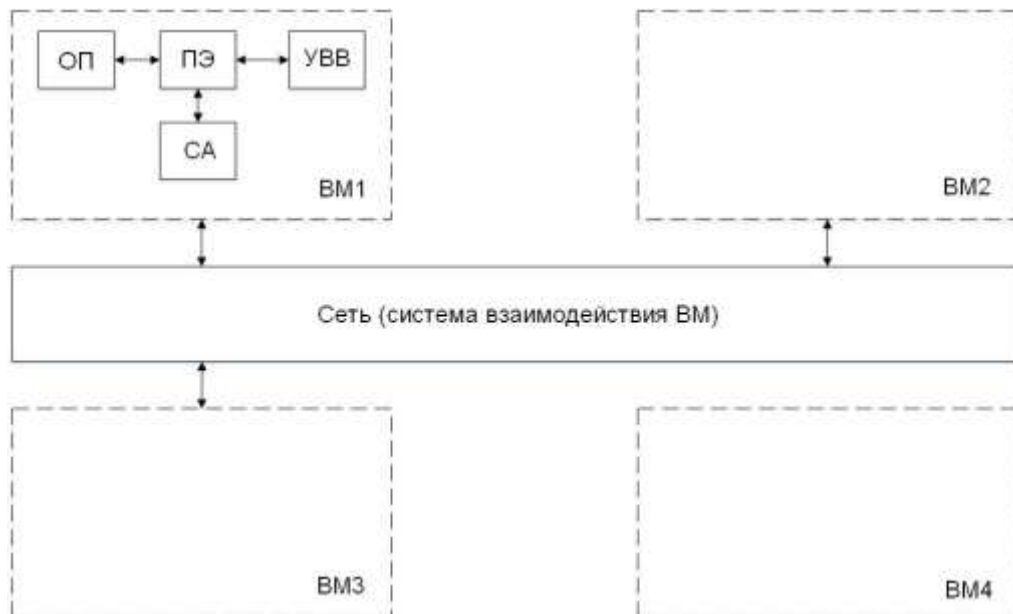 ОП
ПЭ
УВВ
СА
ВМ1
ВМ2
Сеть (система взаимодействия ВМ)
ВМ3
ВМ4